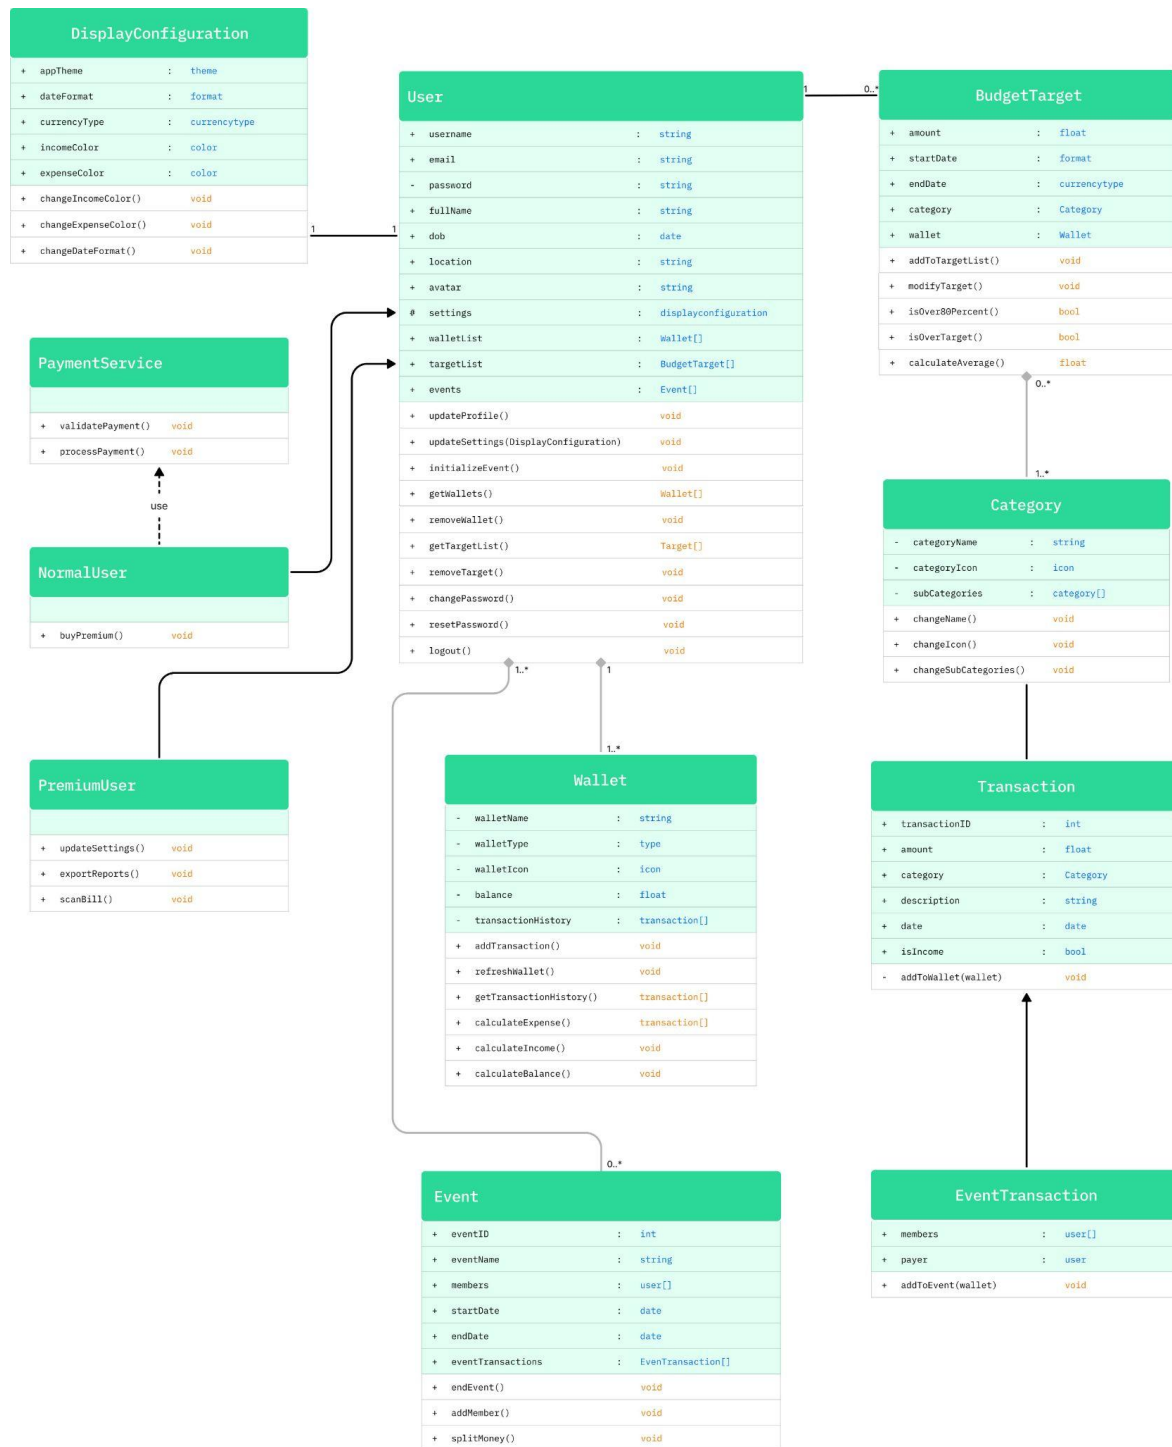 DisplayConfiguration
+ appTheme : theme
+ dateFormat : format
+ currencyType : currencytype
+ incomeColor : color
+ expenseColor : color
+ changeIncomeColor() void
+ changeExpenseColor() void
+ changeDateFormat() void
1 1
User
+ username : string
+ email : string
- password : string
+ fullName : string
+ dob : date
+ location : string
+ avatar : string
# settings : displayconfiguration
+ walletList : Wallet[]
+ targetList : BudgetTarget[]
+ events : Event[]
+ updateProfile() void
+ updateSettings(DisplayConfiguration) void
+ initializeEvent() void
+ getWallets() Wallet[]
+ removeWallet() void
+ getTargetList() Target[]
+ removeTarget() void
+ changePassword() void
+ resetPassword() void
+ logout() void
1 0..*
BudgetTarget
+ amount : float
+ startDate : format
+ endDate : currencytype
+ category : Category
+ wallet : Wallet
+ addToTargetList() void
+ modifyTarget() void
+ isOver80Percent() bool
+ isOverTarget() bool
+ calculateAverage() float
0..*
1..*
PaymentService
+ validatePayment() void
+ processPayment() void
use
NormalUser
+ buyPremium() void
PremiumUser
+ updateSettings() void
+ exportReports() void
+ scanBill() void
Category
- categoryName : string
- categoryIcon : icon
- subCategories : category[]
+ changeName() void
+ changeIcon() void
+ changeSubCategories() void
1..* 1
1..*
Wallet
- walletName : string
- walletType : type
- walletIcon : icon
- balance : float
- transactionHistory : transaction[]
+ addTransaction() void
+ refreshWallet() void
+ getTransactionHistory() transaction[]
+ calculateExpense() transaction[]
+ calculateIncome() void
+ calculateBalance() void
Transaction
+ transactionID : int
+ amount : float
+ category : Category
+ description : string
+ date : date
+ isIncome : bool
- addToWallet(wallet) void
0..*
Event
+ eventID : int
+ eventName : string
+ members : user[]
+ startDate : date
+ endDate : date
+ eventTransactions : EvenTransaction[]
+ endEvent() void
+ addMember() void
+ splitMoney() void
EventTransaction
+ members : user[]
+ payer : user
+ addToEvent(wallet) void